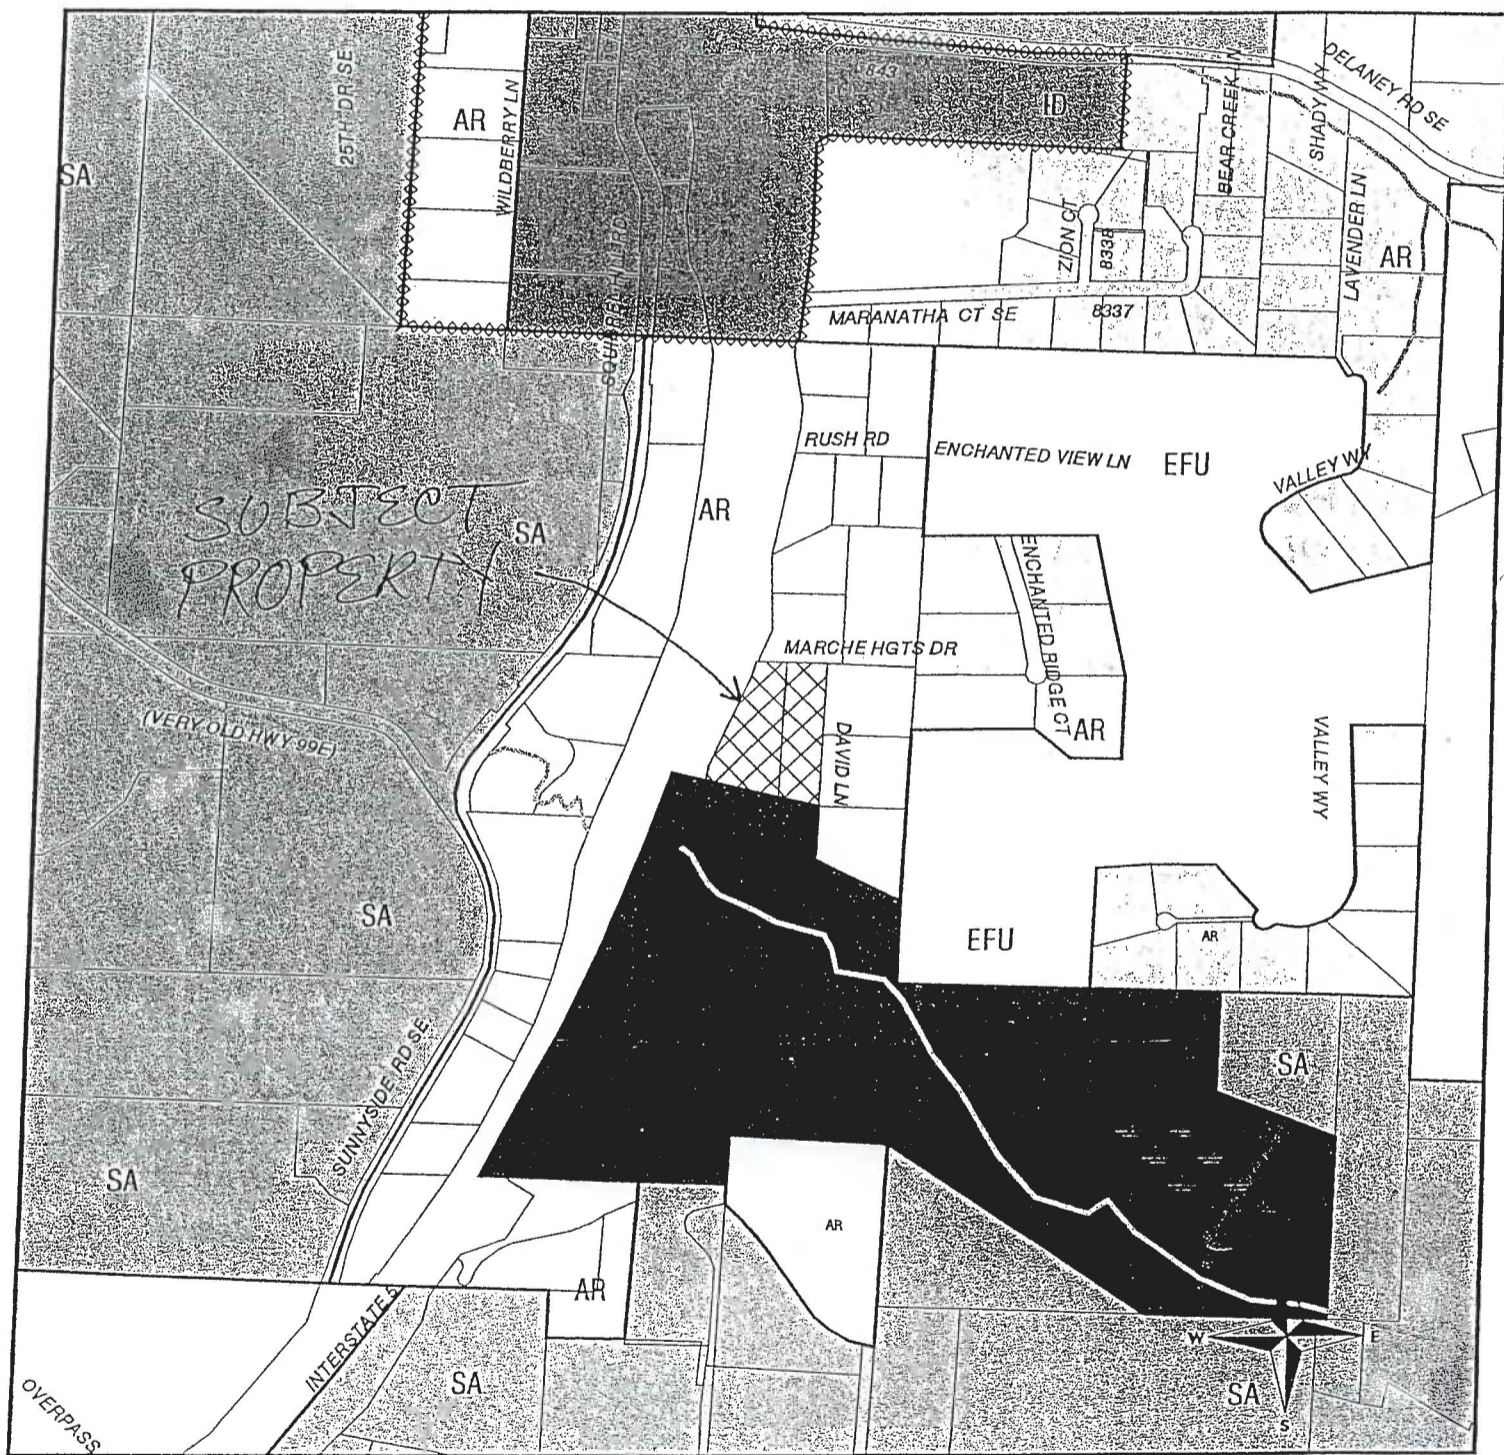 25TH DR SE
AR
WILDBERRY LN
6843
ID
BEAR CREEK
SHADY WY
DELANEY RD SE
SA
ZION CT
8338
LAVENDER LN
AR
MARANATHA CT SE
8337
RUSH RD
ENCHANTED VIEW LN
EFU
VALLEY WY
SUBJECT
PROPERTY
SA
AR
ENCHANTED RIDGE CT
MARCHE HGTS DR
AR
DAVID LN
VALLEY WY
(VERY OLD HWY 99E)
SA
EFU
AR
SUNNYSIDE RD SE
SA
SA
AR
AR
INTERSTATE 5
W
E
S
SA
SA
OVERPASS